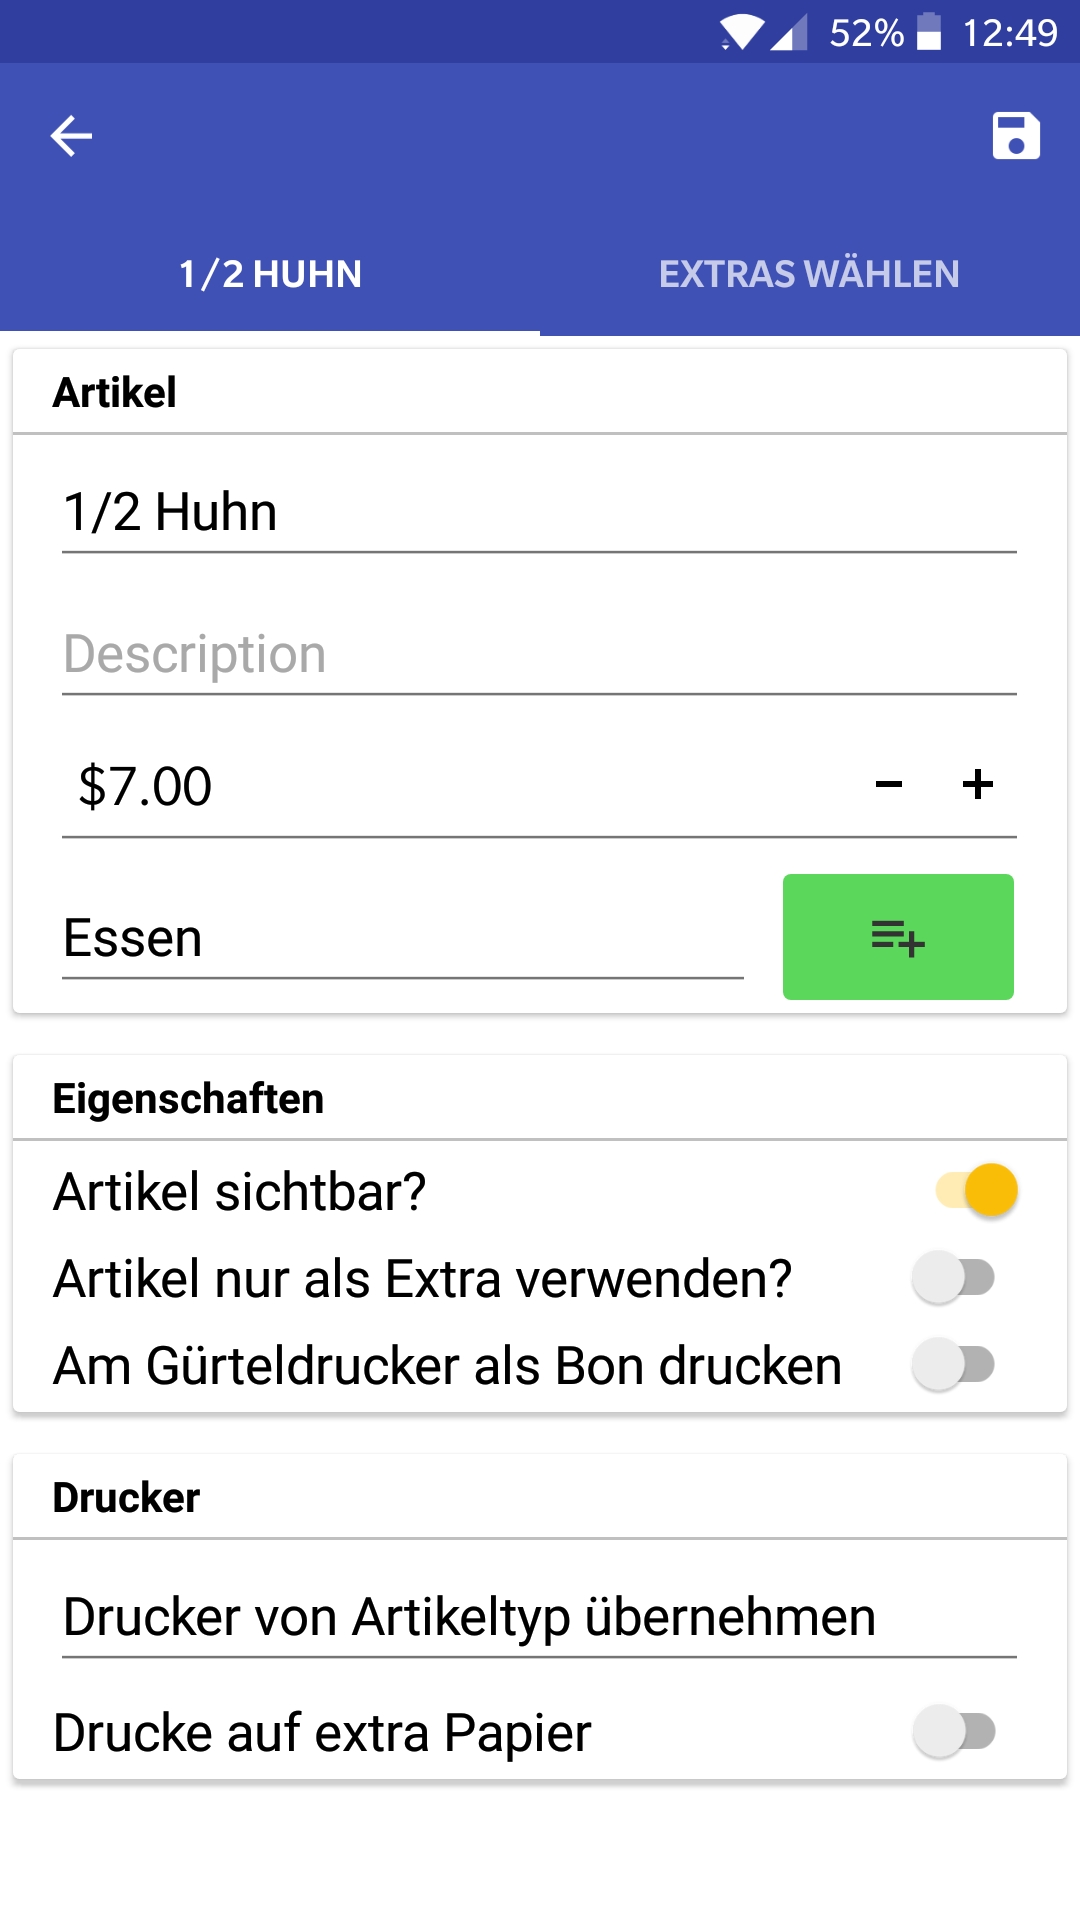 52% 12:49
1/2 HUHN EXTRAS WÄHLEN
Artikel
1/2 Huhn
Description
$7.00 − +
Essen
Eigenschaften
Artikel sichtbar?
Artikel nur als Extra verwenden?
Am Gürteldrucker als Bon drucken
Drucker
Drucker von Artikeltyp übernehmen
Drucke auf extra Papier